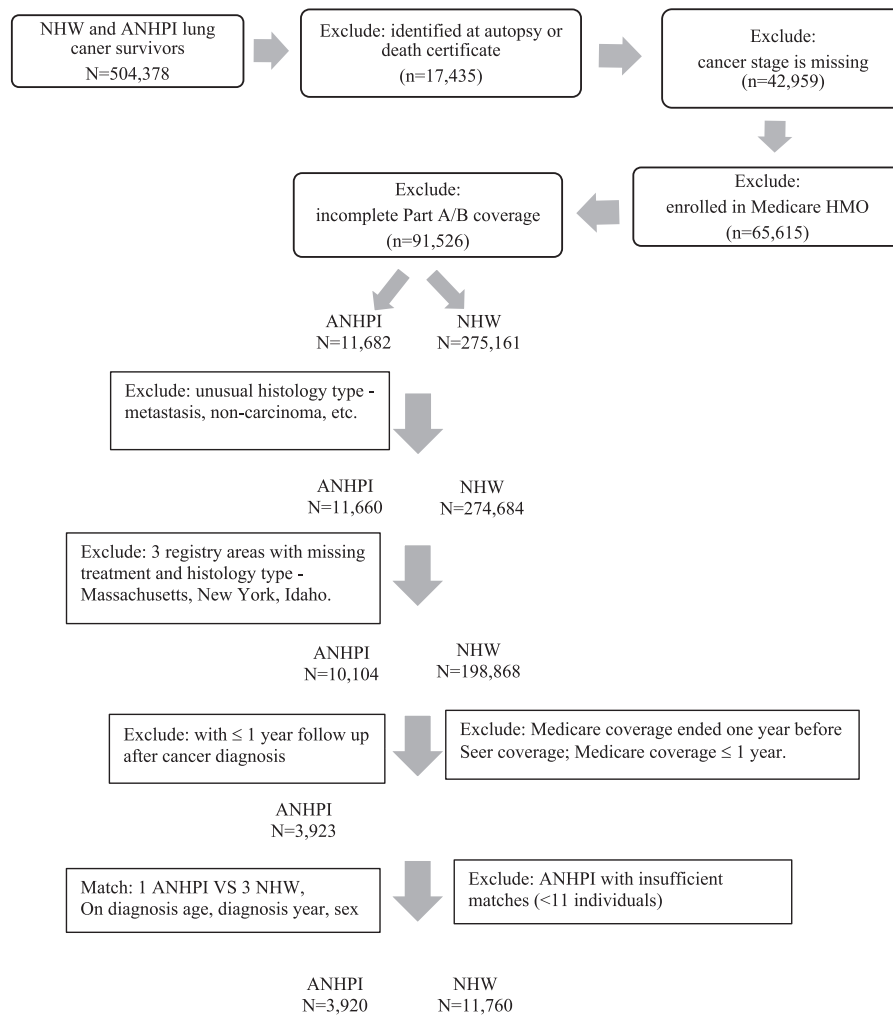 NHW and ANHPI lung
caner survivors
N=504,378
Exclude: identified at autopsy or
death certificate
(n=17,435)
Exclude:
cancer stage is missing
(n=42,959)
Exclude:
enrolled in Medicare HMO
(n=65,615)
Exclude:
incomplete Part A/B coverage
(n=91,526)
ANHPI
N=11,682
NHW
N=275,161
Exclude: unusual histology type -
metastasis, non-carcinoma, etc.
ANHPI
N=11,660
NHW
N=274,684
Exclude: 3 registry areas with missing
treatment and histology type -
Massachusetts, New York, Idaho.
ANHPI
N=10,104
NHW
N=198,868
Exclude: with ≤ 1 year follow up
after cancer diagnosis
Exclude: Medicare coverage ended one year before
Seer coverage; Medicare coverage ≤ 1 year.
ANHPI
N=3,923
Match: 1 ANHPI VS 3 NHW,
On diagnosis age, diagnosis year, sex
Exclude: ANHPI with insufficient
matches (<11 individuals)
ANHPI
N=3,920
NHW
N=11,760